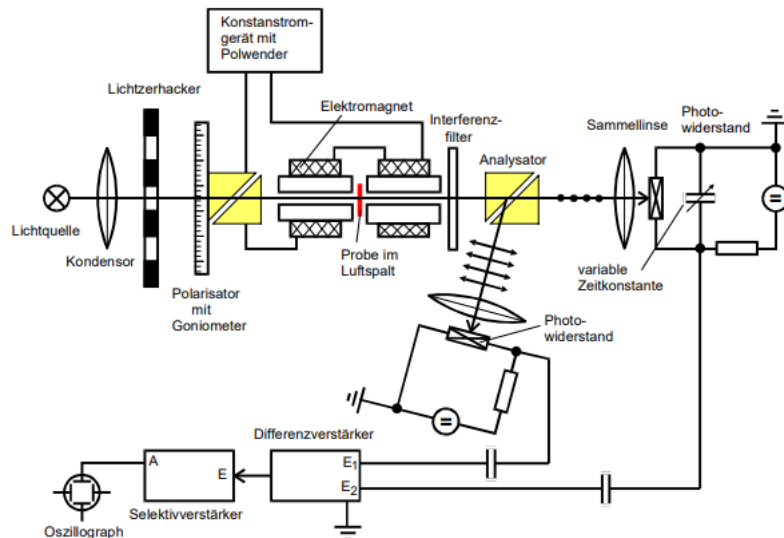 Konstanstrom-
gerät mit
Polwender
Lichtzerhacker
Elektromagnet
Interferenz-
filter
Analysator
Sammellinse
Photo-
widerstand
Lichtquelle
Kondensor
Polarisator
mit
Goniometer
Probe im
Luftspalt
variable
Zeitkonstante
Photo-
widerstand
Differenzverstärker
A
E
E1
E2
Selektivverstärker
Oszillograph